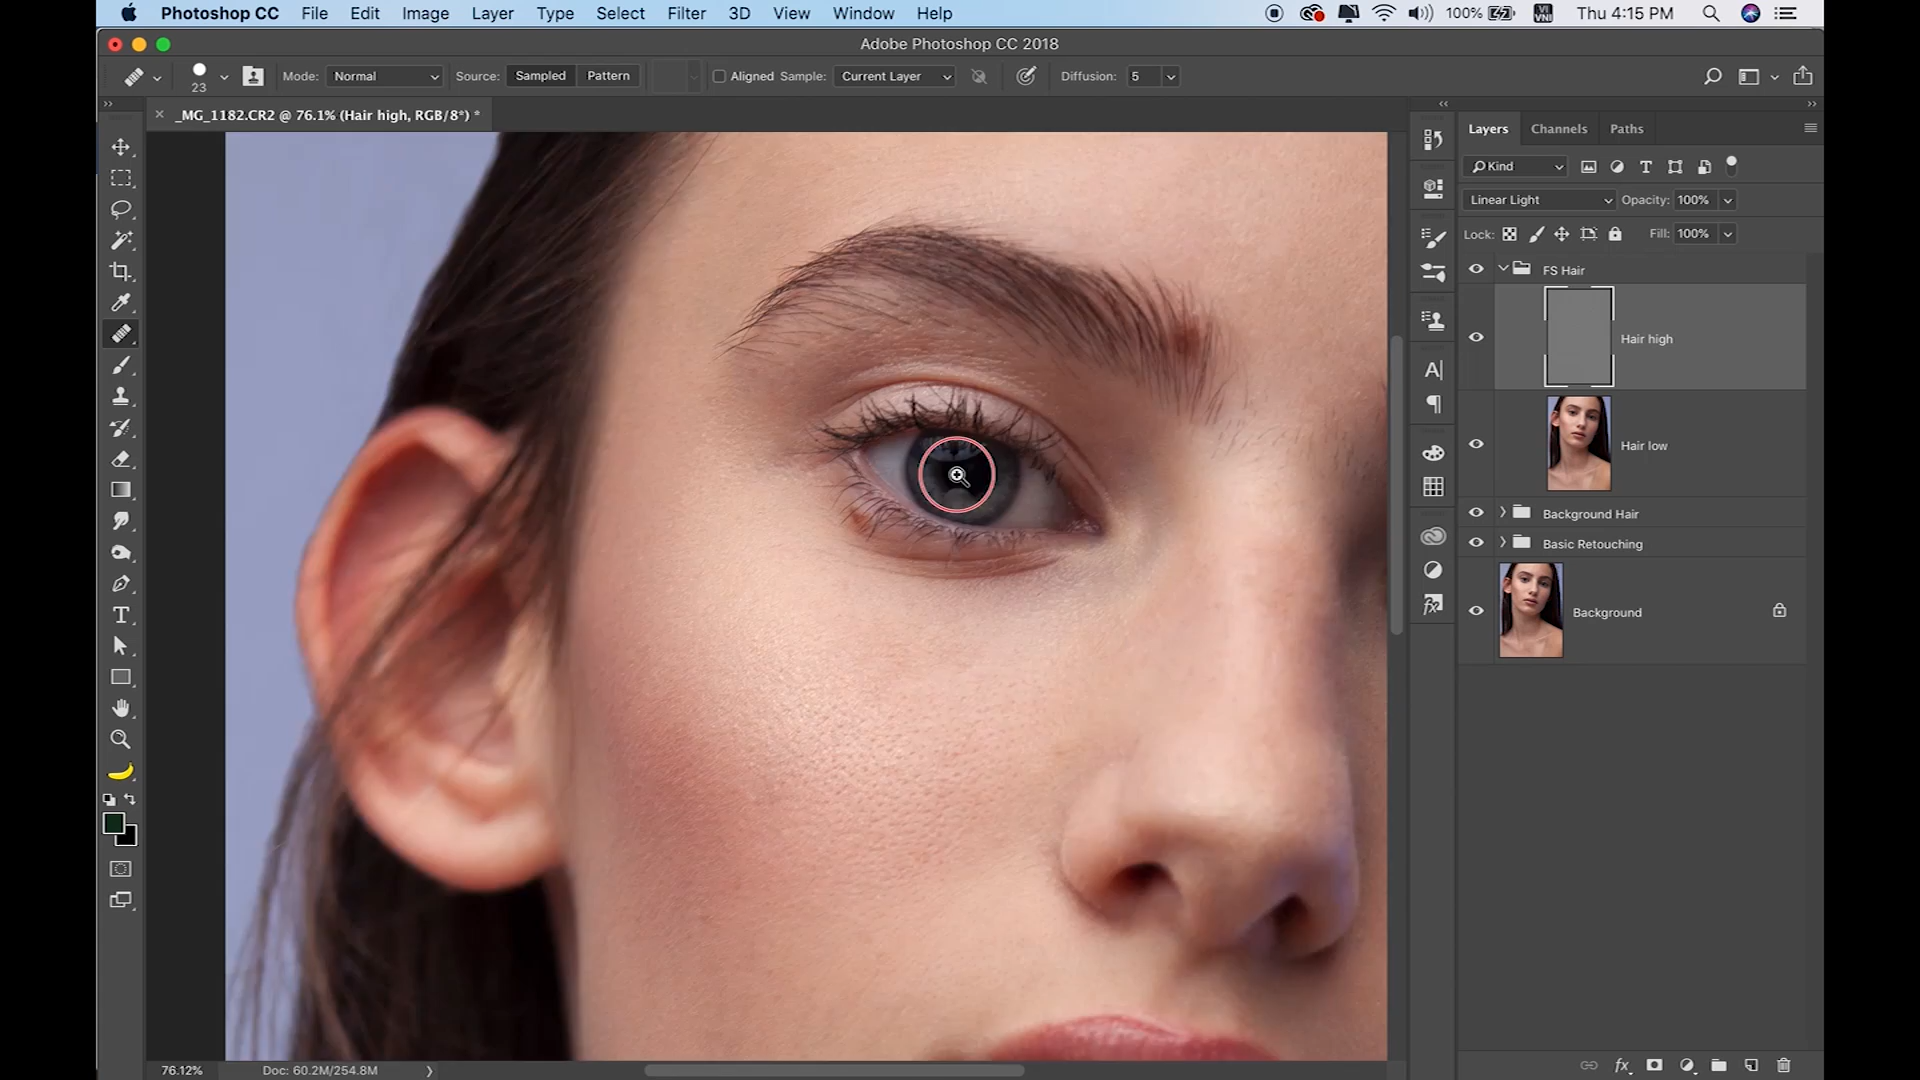 Photoshop CC File Edit Image Layer Type Select Filter 3D View Window Help 100% VI VNI Thu 4:15 PM
Adobe Photoshop CC 2018
23 Mode: Normal Source: Sampled Pattern Aligned Sample: Current Layer Diffusion: 5
_MG_1182.CR2 @ 76.1% (Hair high, RGB/8*) *
Layers Channels Paths
Kind
Linear Light Opacity: 100%
Lock: Fill: 100%
FS Hair
Hair high
Hair low
Background Hair
Basic Retouching
Background
76.12% Doc: 60.2M/254.8M